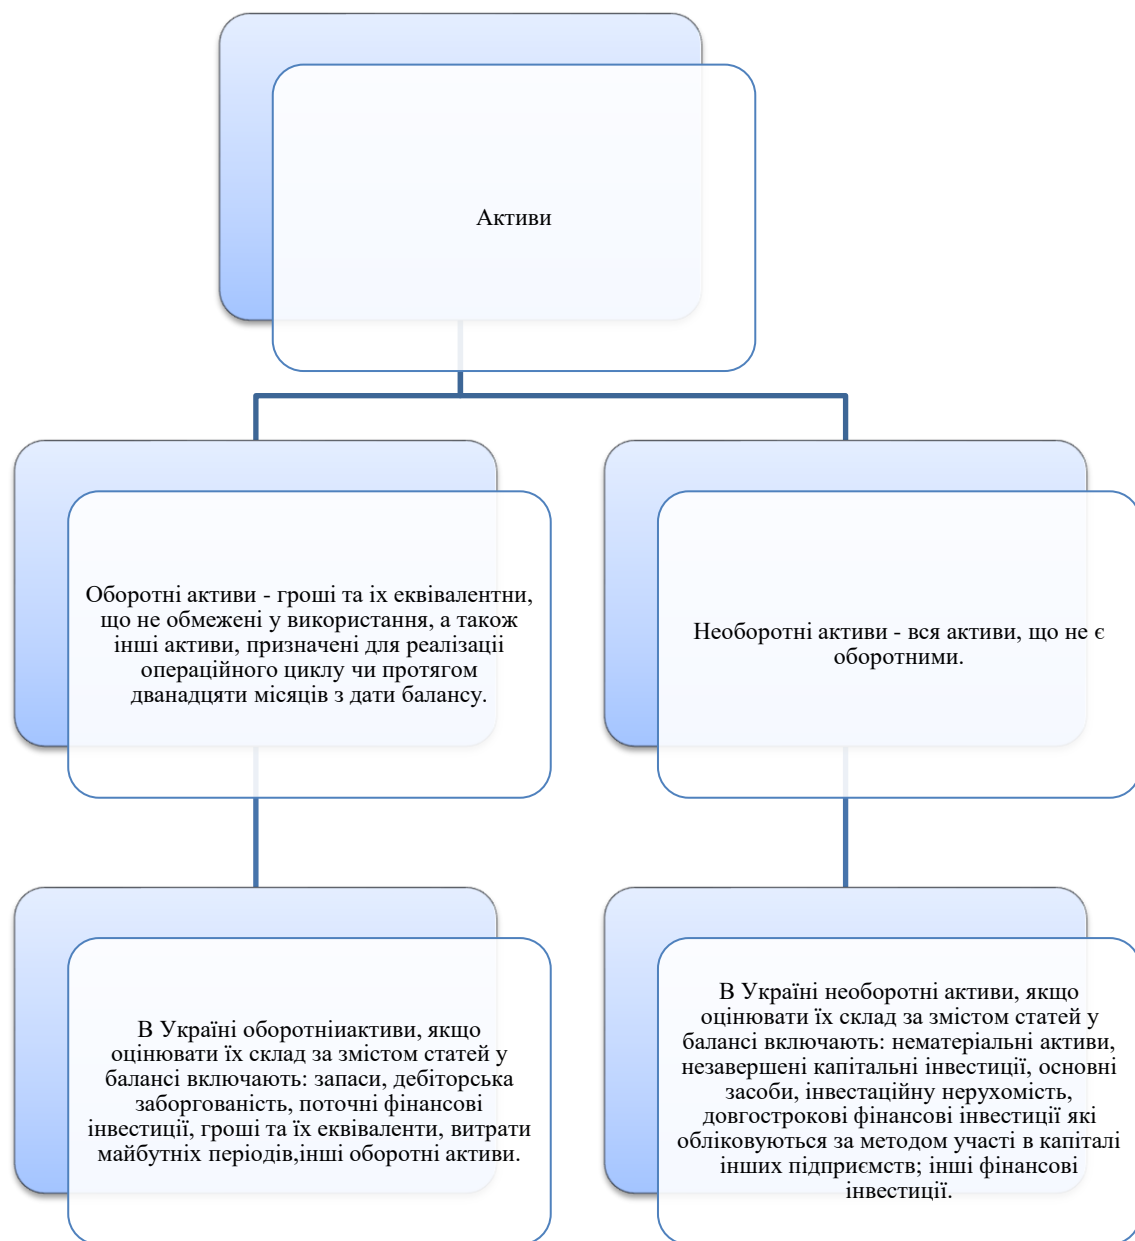 Активи
Оборотні активи - гроші та іх еквівалентни,
що не обмежені у використання, а також
інші активи, призначені для реалізації
операційного циклу чи протягом
дванадцяти місяців з дати балансу.
Необоротні активи - вся активи, що не є
оборотними.
В Україні оборотнііактиви, якщо
оцінювати їх склад за змістом статей у
балансі включають: запаси, дебіторська
заборгованість, поточні фінансові
інвестиції, гроші та їх еквіваленти, витрати
майбутніх періодів,інші оборотні активи.
В Україні необоротні активи, якщо
оцінювати їх склад за змістом статей у
балансі включають: нематеріальні активи,
незавершені капітальні інвестиції, основні
засоби, інвестаційну нерухомість,
довгострокові фінансові інвестиції які
обліковуються за методом участі в капіталі
інших підприємств; інші фінансові
інвестиції.